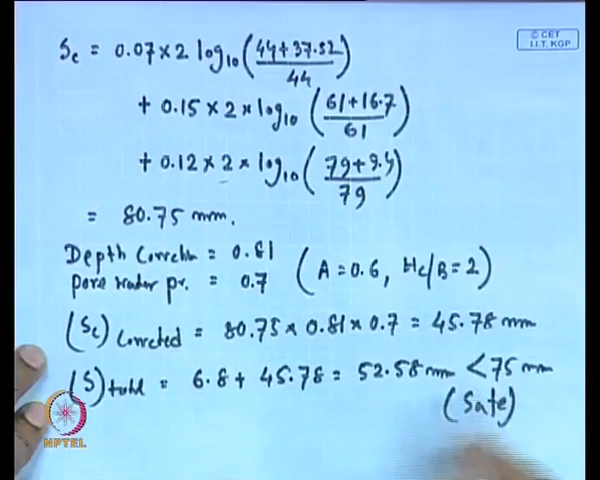 © CET
I.I.T. KGP
Sc = 0.07 × 2 log10 ((44+37.52)/44)
+ 0.15 × 2 × log10 ((61+16.7)/61)
+ 0.12 × 2 × log10 ((79+9.4)/79)
= 80.75 mm.
Depth Correction = 0.81
pore water pr. = 0.7 (A = 0.6, Hc/B = 2)
(Sc) Corrected = 80.75 × 0.81 × 0.7 = 45.78 mm
(S) total = 6.8 + 45.78 = 52.58 mm < 75 mm
(Safe)
NPTEL